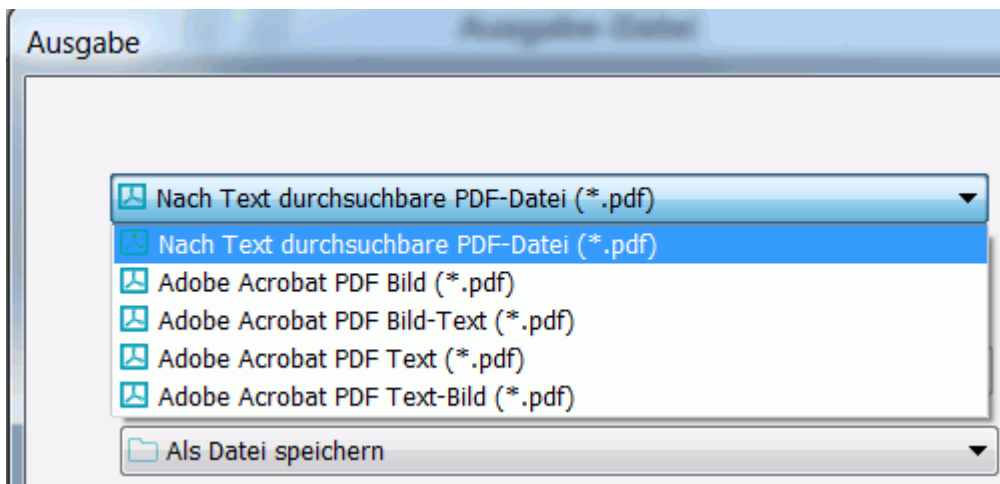 Ausgabe-Datei
Ausgabe
Nach Text durchsuchbare PDF-Datei (*.pdf)
Nach Text durchsuchbare PDF-Datei (*.pdf)
Adobe Acrobat PDF Bild (*.pdf)
Adobe Acrobat PDF Bild-Text (*.pdf)
Adobe Acrobat PDF Text (*.pdf)
Adobe Acrobat PDF Text-Bild (*.pdf)
Als Datei speichern